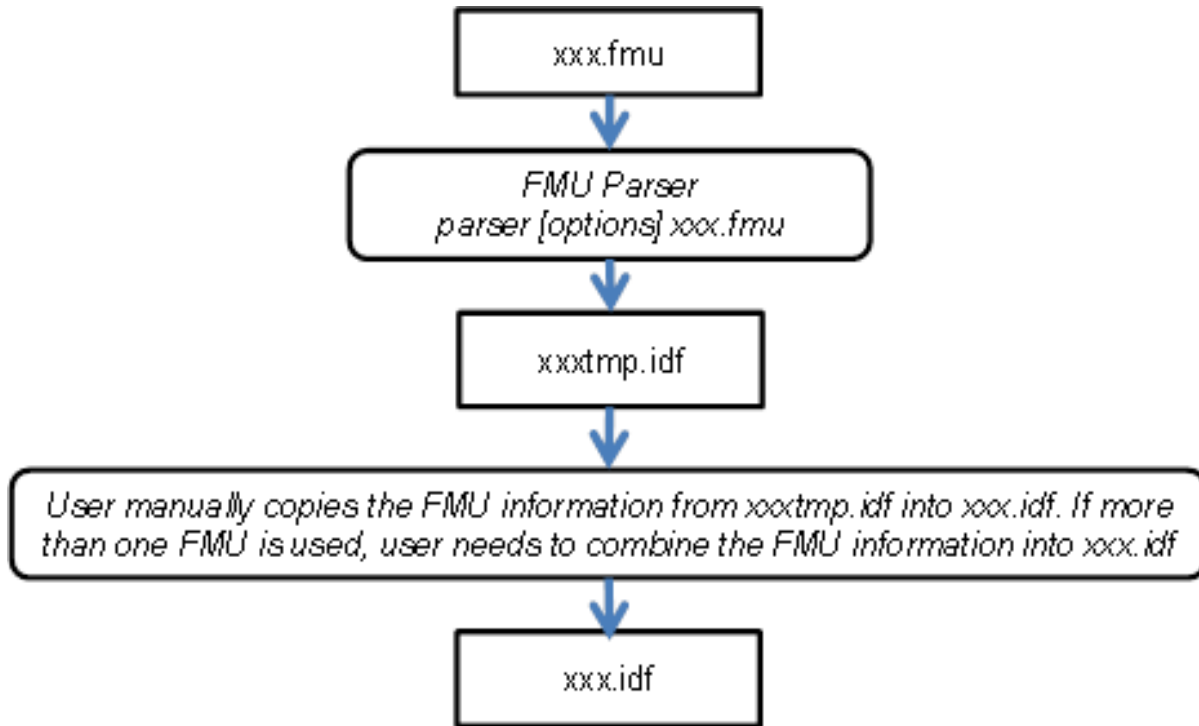 xxx.fmu
FMU Parser
parser [options] xxx.fmu
xxxtmp.idf
User manually copies the FMU information from xxxtmp.idf into xxx.idf. If more
than one FMU is used, user needs to combine the FMU information into xxx.idf
xxx.idf